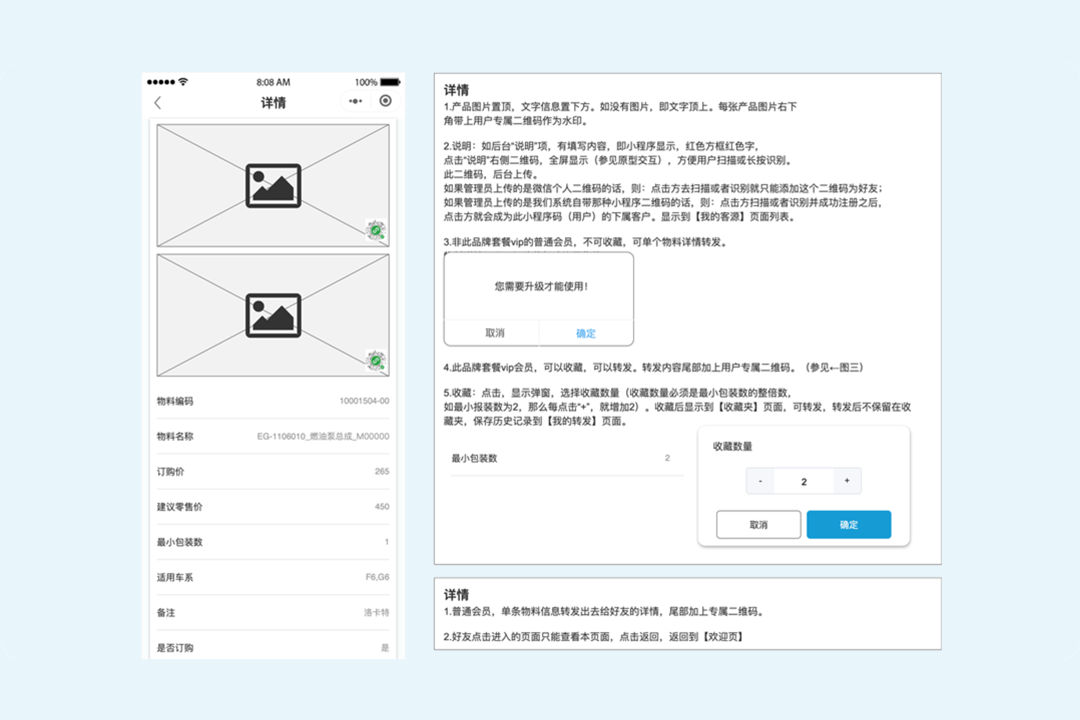 8:08 AM
100%
详情
物料编码 10001504-00
物料名称 EG-1106010_燃油泵总成_M00000
订购价 265
建议零售价 450
最小包装数 1
适用车系 F6,G6
备注 洛卡特
是否订购 是
详情
1.产品图片置顶，文字信息置下方。如没有图片，即文字顶上。每张产品图片右下
角带上用户专属二维码作为水印。
2.说明：如后台“说明”项，有填写内容，即小程序显示，红色方框红色字，
点击“说明”右侧二维码，全屏显示（参见原型交互），方便用户扫描或长按识别。
此二维码，后台上传。
如果管理员上传的是微信个人二维码的话，则：点击方去扫描或者识别就只能添加这个二维码为好友；
如果管理员上传的是我们系统自带那种小程序二维码的话，则：点击方扫描或者识别并成功注册之后，
点击方就会成为此小程序码（用户）的下属客户。显示到【我的客源】页面列表。
3.非此品牌套餐vip的普通会员，不可收藏，可单个物料详情转发。
您需要升级才能使用！
取消 确定
4.此品牌套餐vip会员，可以收藏，可以转发。转发内容尾部加上用户专属二维码。（参见←图三）
5.收藏：点击，显示弹窗，选择收藏数量（收藏数量必须是最小包装数的整倍数，
如最小报装数为2，那么每点击“+”，就增加2）。收藏后显示到【收藏夹】页面，可转发，转发后不保留在收
藏夹，保存历史记录到【我的转发】页面。
最小包装数 2
收藏数量
- 2 +
取消 确定
详情
1.普通会员，单条物料信息转发出去给好友的详情，尾部加上专属二维码。
2.好友点击进入的页面只能查看本页面，点击返回，返回到【欢迎页】